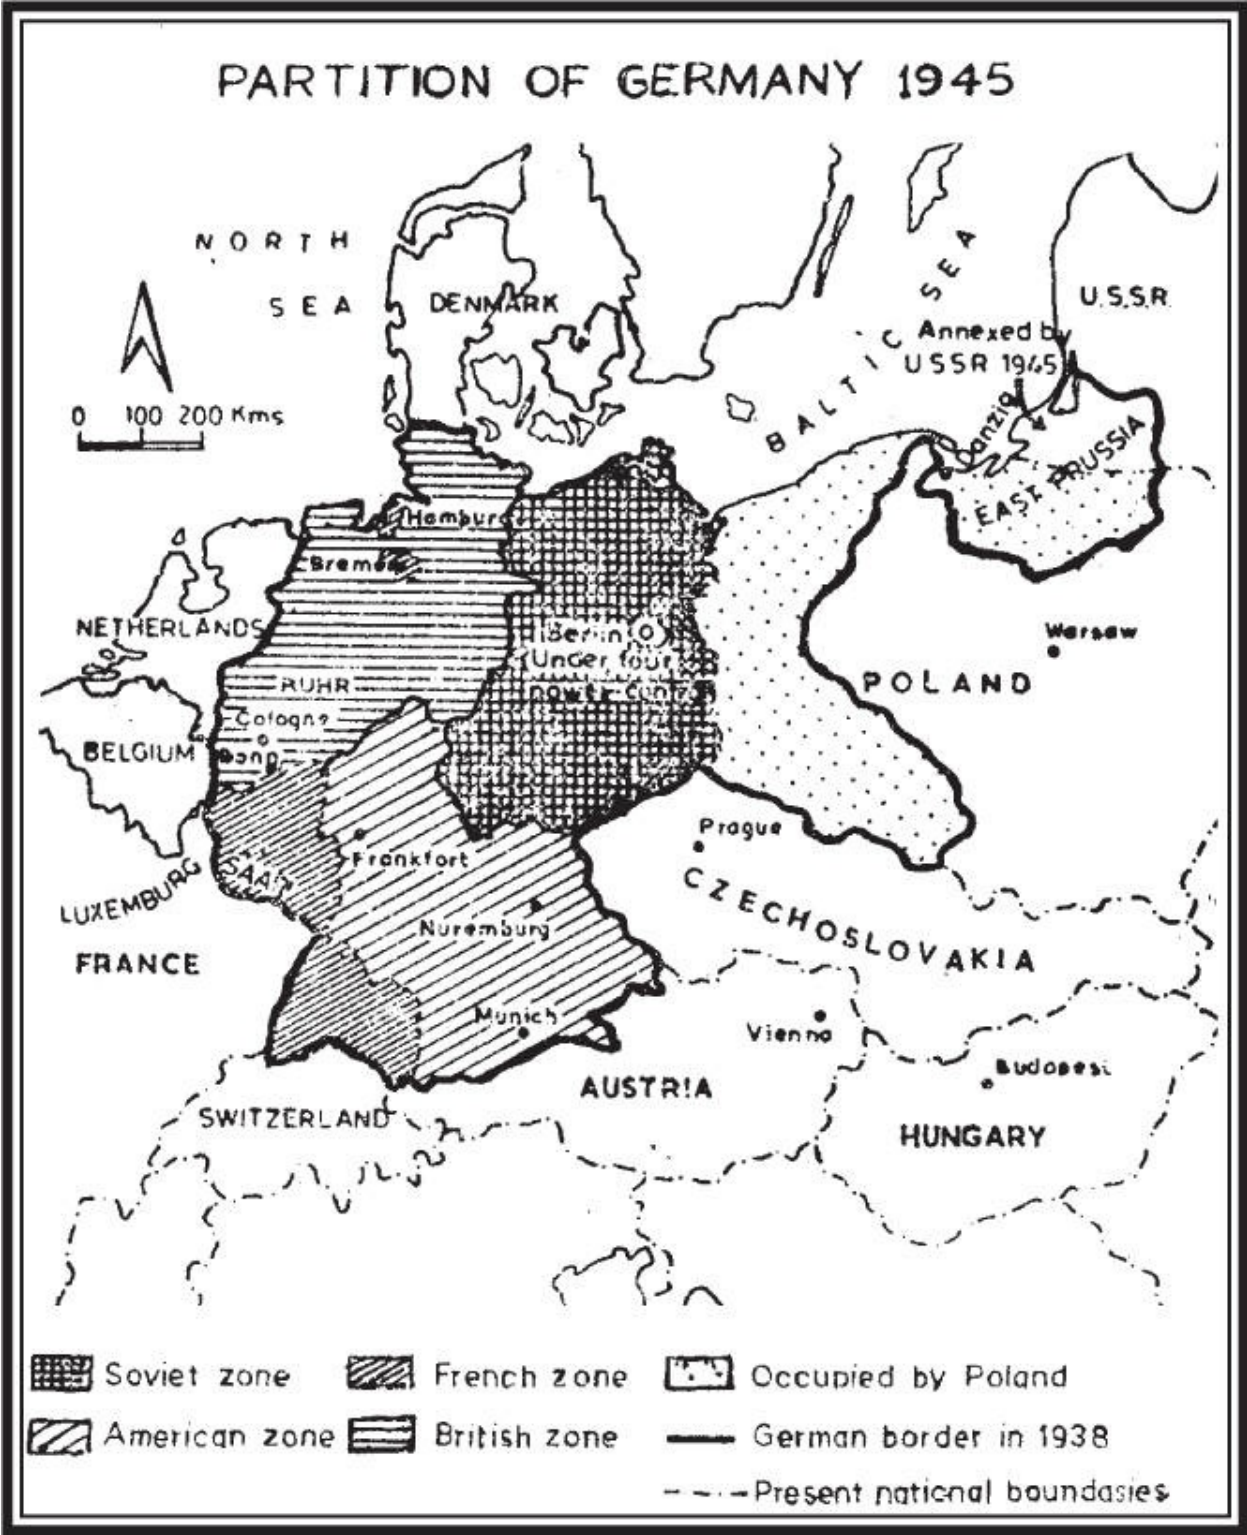 PARTITION OF GERMANY 1945
NORTH
SEA
DENMARK
BALTIC SEA
U.S.S.R.
Annexed by
USSR 1945
Danzig
EAST PRUSSIA
0 100 200 Kms
Hamburg
NETHERLANDS
Berlin
Under four
Warsaw
POLAND
RUHR
Cologne
BELGIUM
Bonn
Prague
Frankfort
SAAR
LUXEMBURG
CZECHOSLOVAKIA
Nuremburg
FRANCE
Munich
Vienna
Budapest
AUSTRIA
SWITZERLAND
HUNGARY
Soviet zone
French zone
Occupied by Poland
American zone
British zone
German border in 1938
Present national boundasies